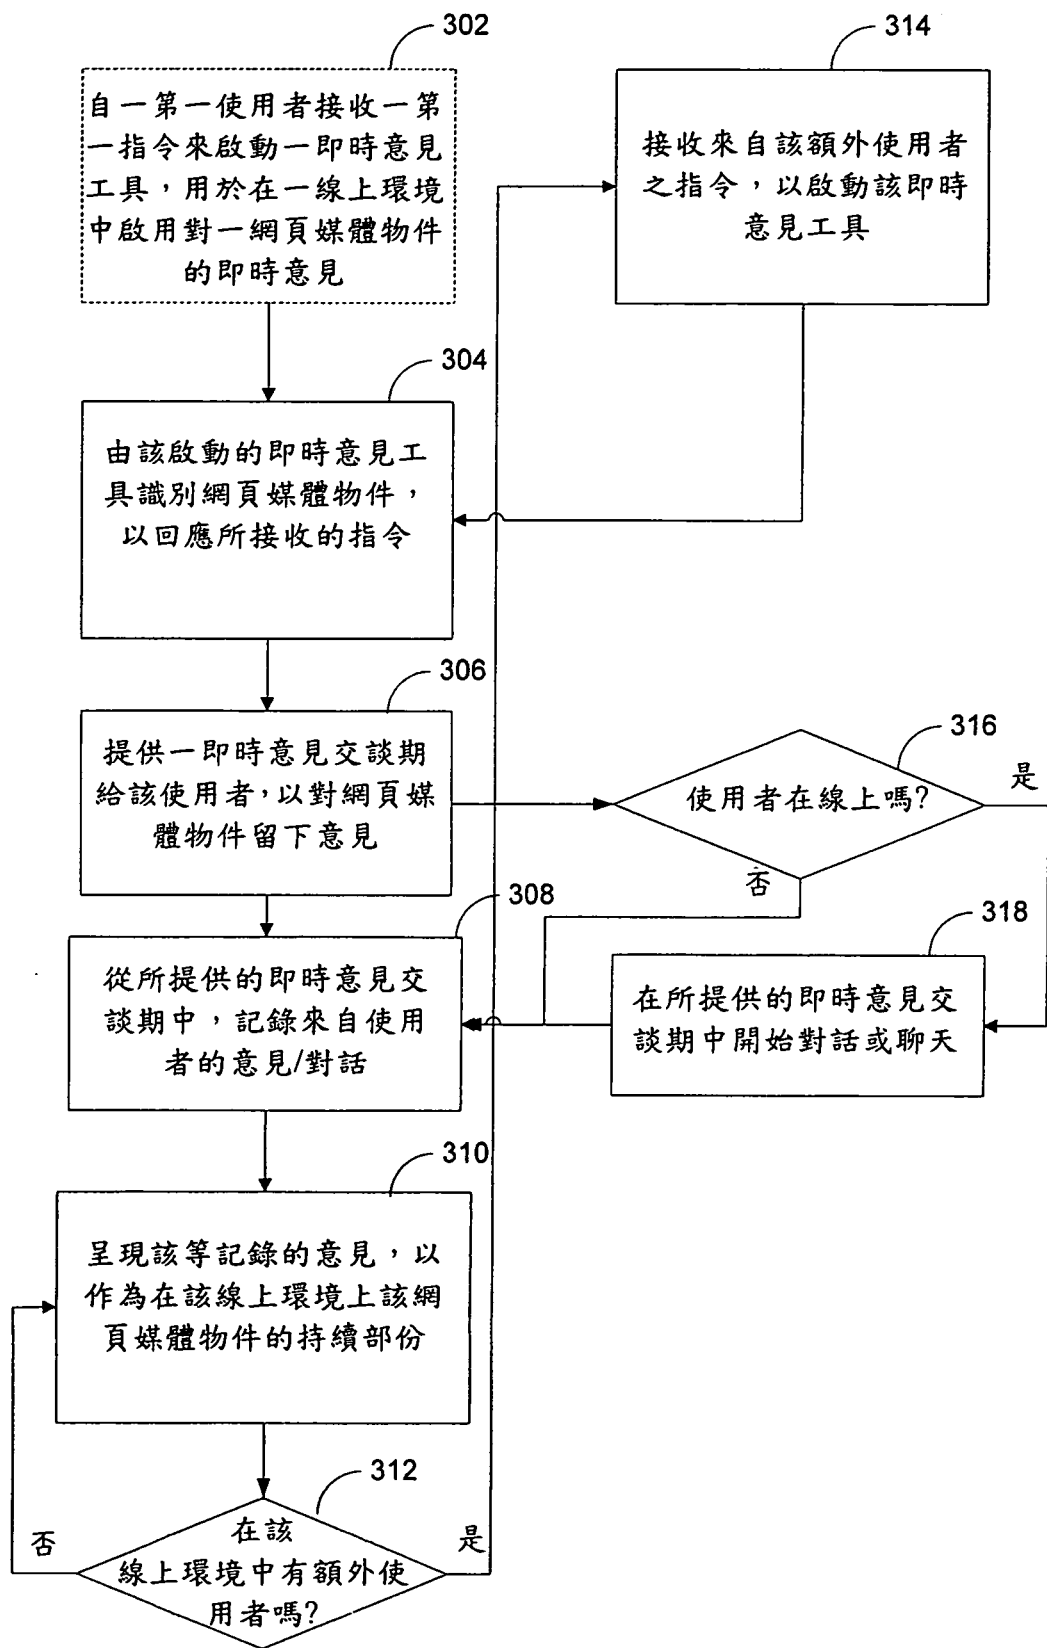 302
自一第一使用者接收一第
一指令來啟動一即時意見
工具，用於在一線上環境
中啟用對一網頁媒體物件
的即時意見
314
接收來自該額外使用者
之指令，以啟動該即時
意見工具
304
由該啟動的即時意見工
具識別網頁媒體物件，
以回應所接收的指令
306
提供一即時意見交談期
給該使用者，以對網頁媒
體物件留下意見
316
使用者在線上嗎?
是
否
308
從所提供的即時意見交
談期中，記錄來自使用
者的意見/對話
318
在所提供的即時意見交
談期中開始對話或聊天
310
呈現該等記錄的意見，以
作為在該線上環境上該網
頁媒體物件的持續部份
312
否
在該
線上環境中有額外使
用者嗎?
是